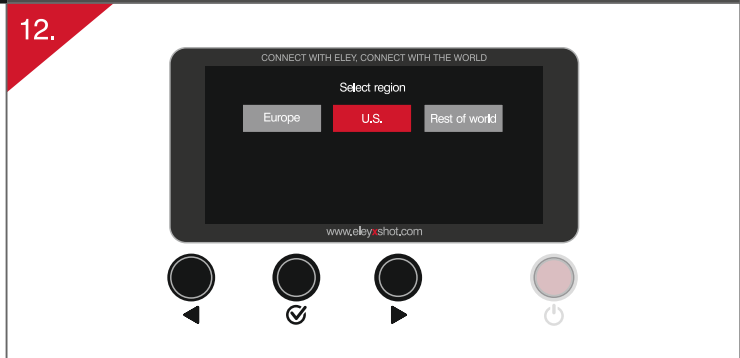 12.
CONNECT WITH ELEY, CONNECT WITH THE WORLD
Select region
Europe U.S. Rest of world
www.eleyxshot.com